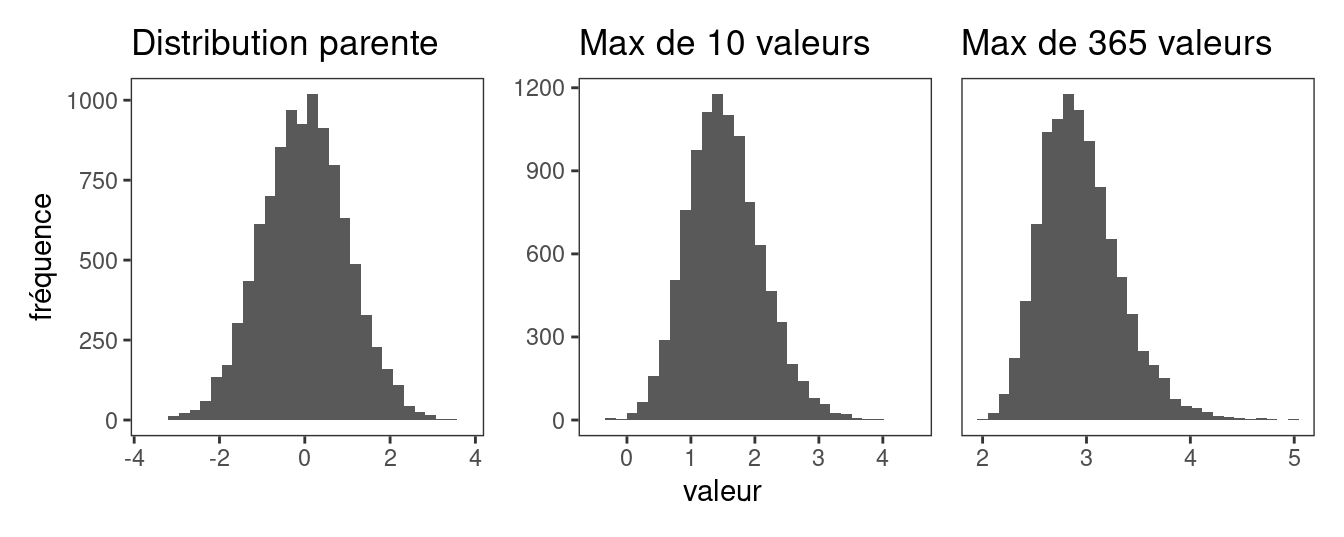 Distribution parente
Max de 10 valeurs
Max de 365 valeurs
fréquence
1000
750
500
250
0
-4 -2 0 2 4
1200
900
600
300
0
0 1 2 3 4
2 3 4 5
valeur